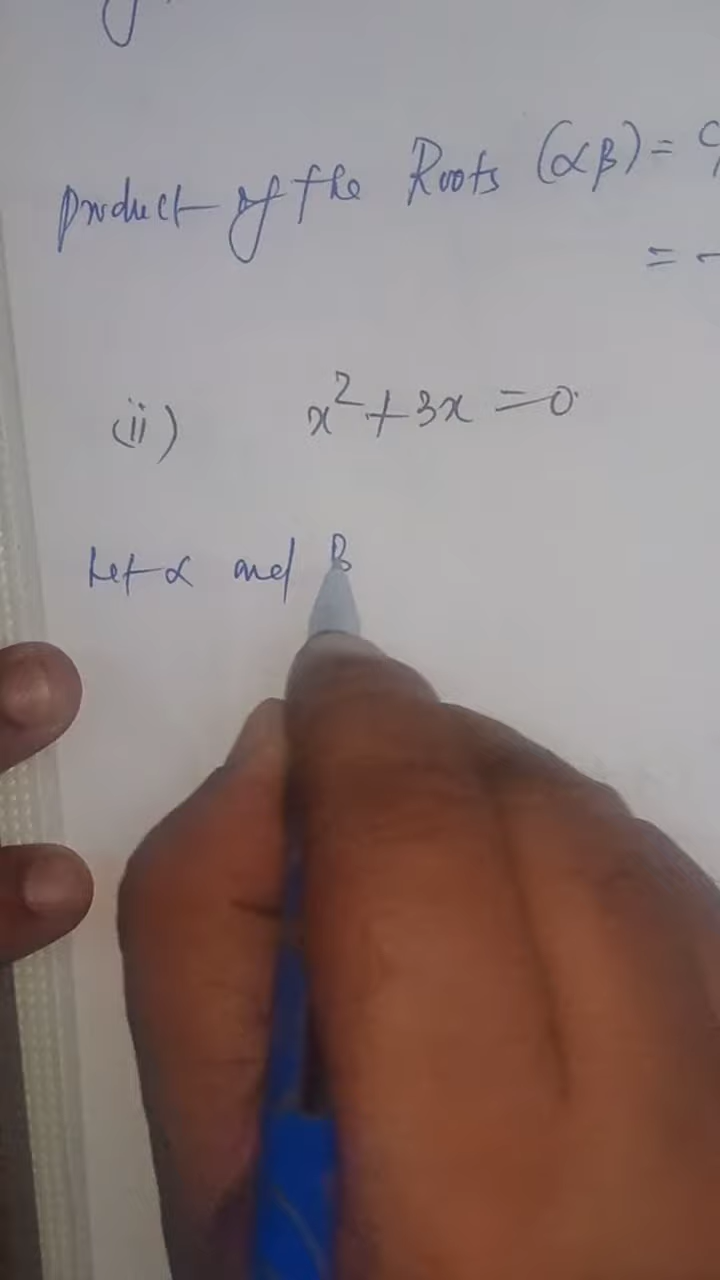 product of the Roots (αβ) =
= -
(ii) x² + 3x = 0
Let α and β